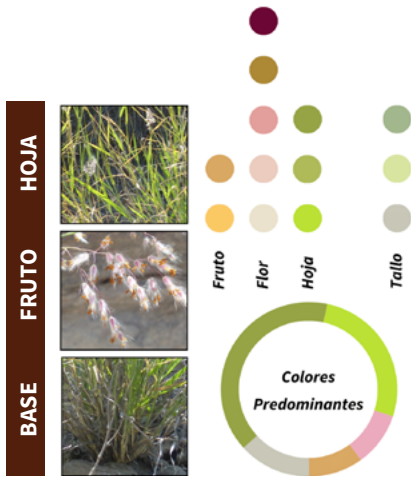 HOJA
FRUTO
BASE
Fruto
Flor
Hoja
Tallo
Colores
Predominantes